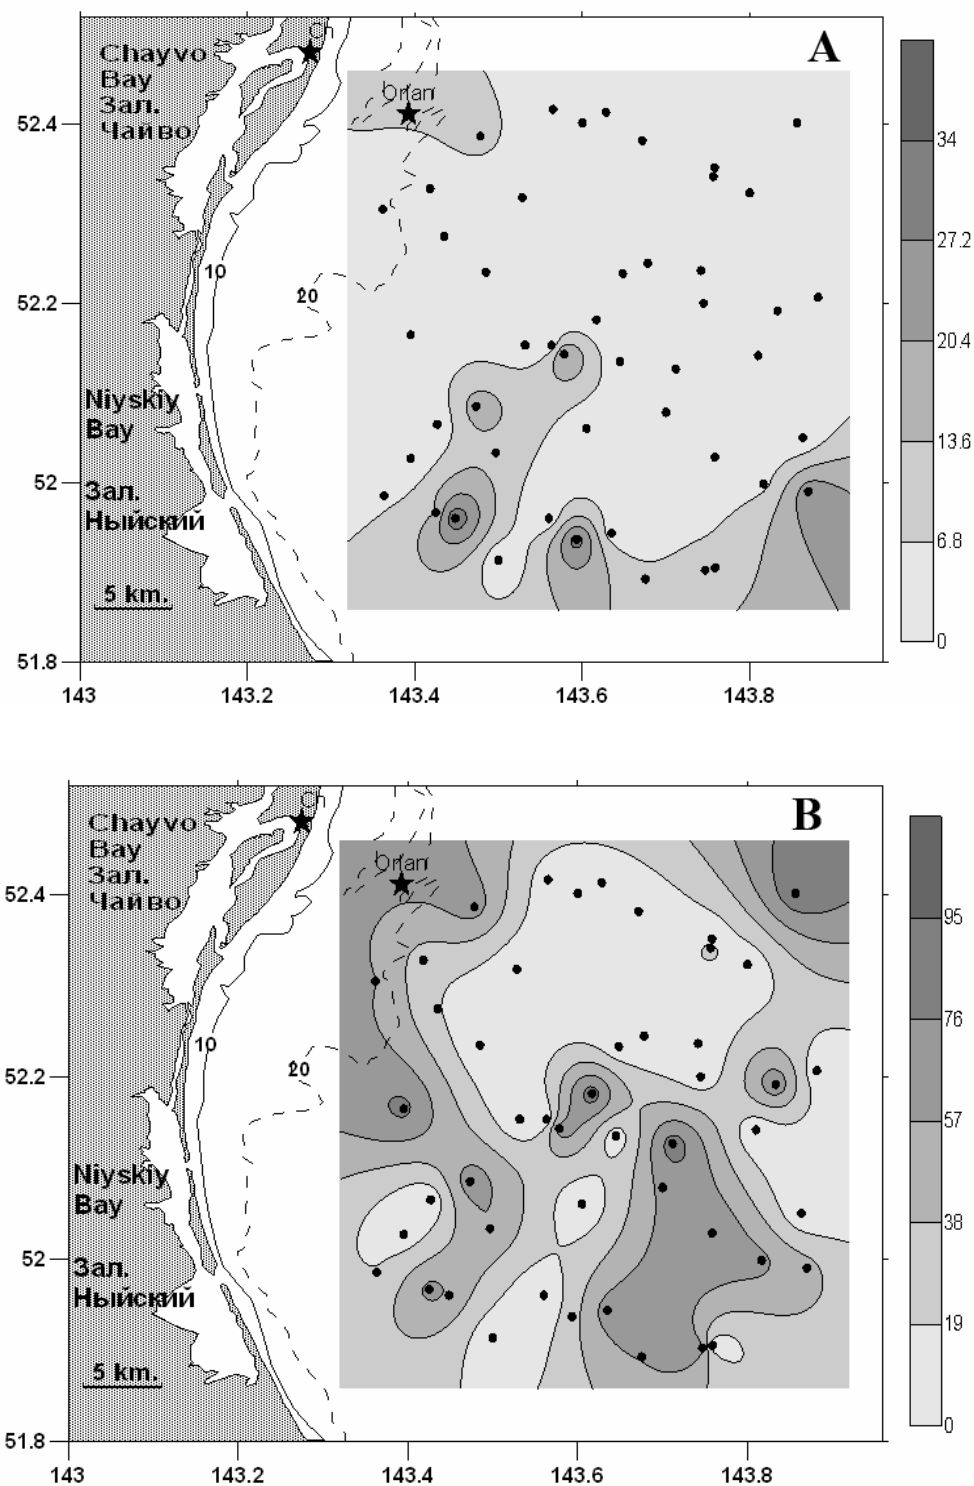 A
Ch
Chayvo
Bay
Зал.
Чайво
Orlan
52.4
34
27.2
10
20
52.2
20.4
Niyskiy
Bay
13.6
52
Зал.
Ныйский
6.8
5 km.
0
51.8
143
143.2
143.4
143.6
143.8
B
Ch
Chayvo
Bay
Зал.
Чайво
Orlan
52.4
95
76
10
20
52.2
57
Niyskiy
Bay
38
52
Зал.
Ныйский
19
5 km.
0
51.8
143
143.2
143.4
143.6
143.8